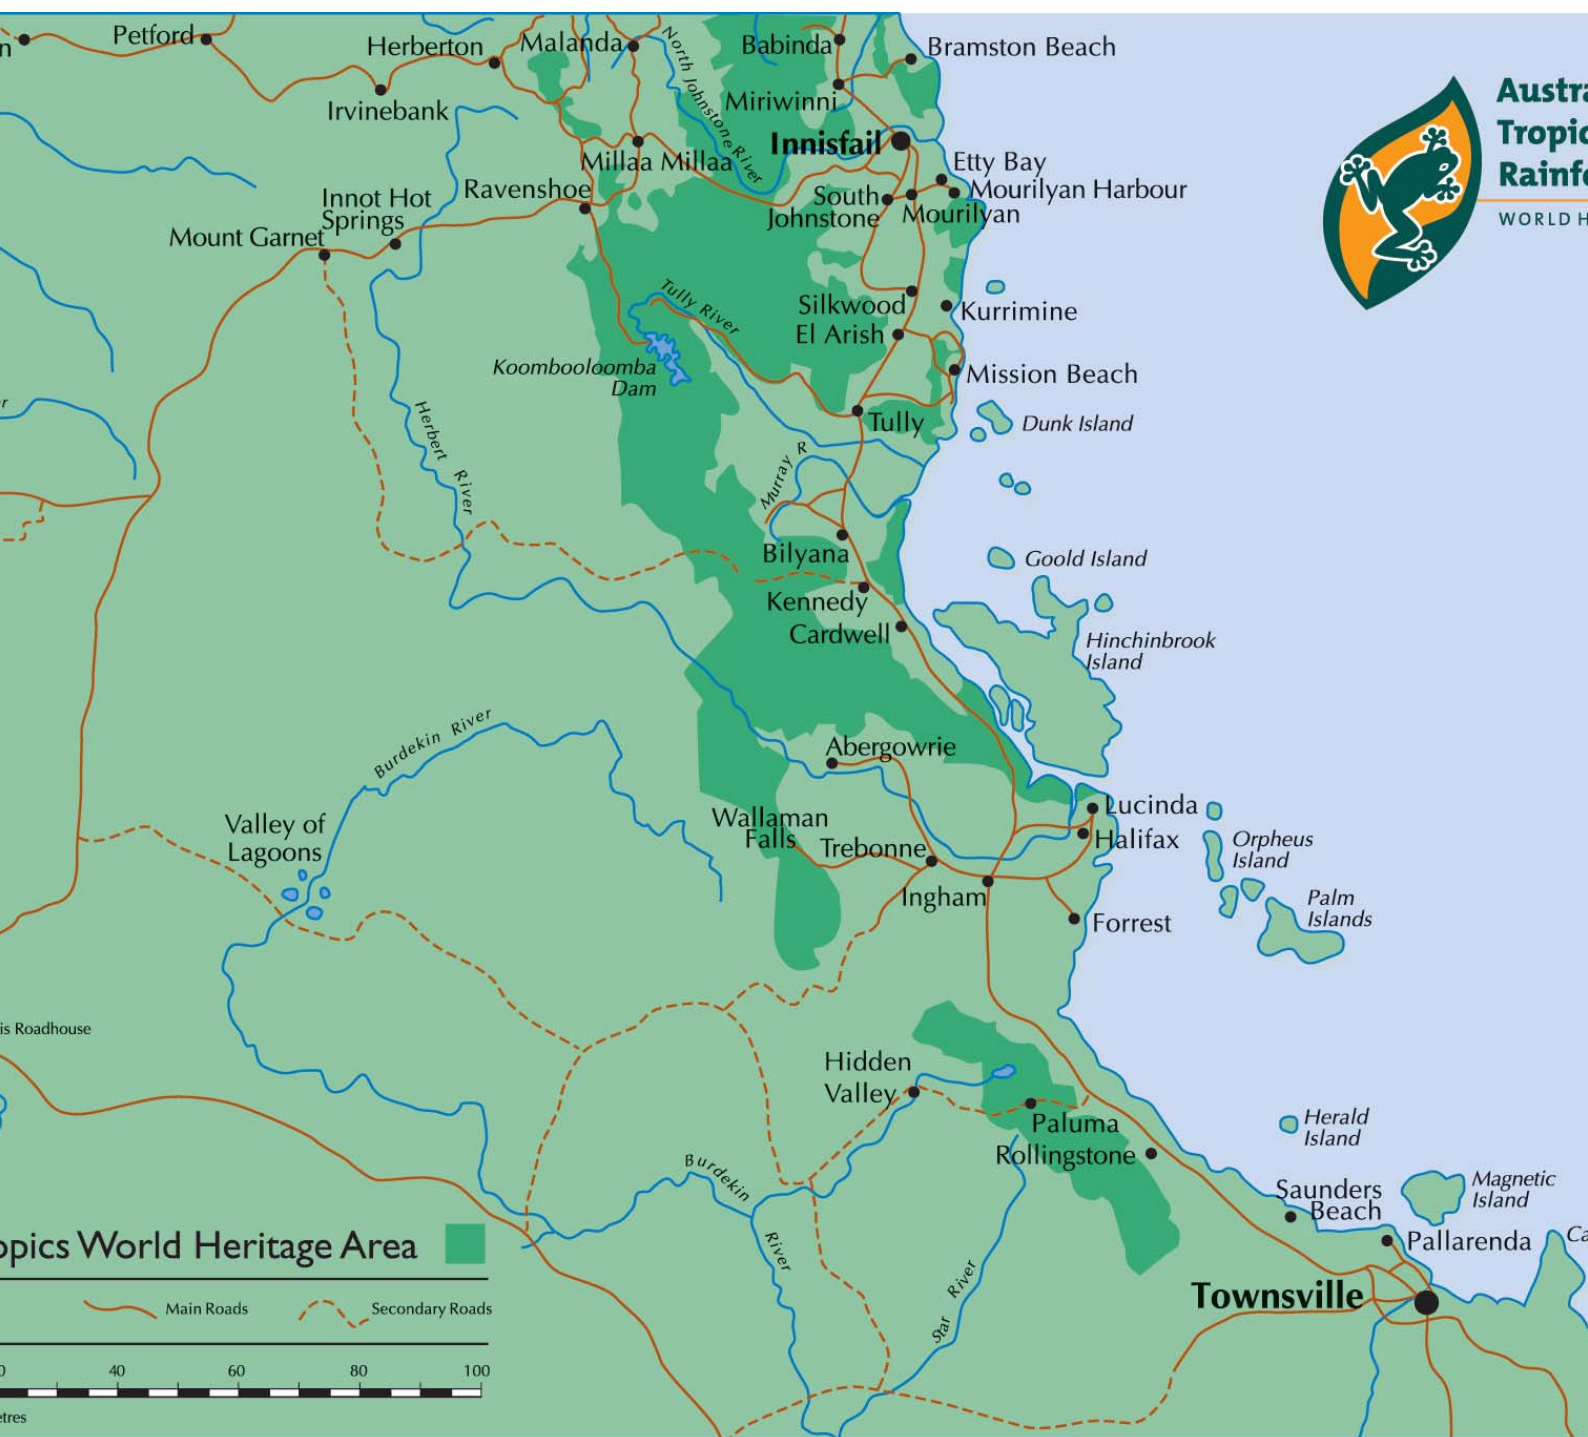 Petford
Herberton
Malanda
North Johnstone River
Babinda
Bramston Beach
Irvinebank
Miriwinni
Innisfail
Millaa Millaa
Etty Bay
Ravenshoe
Mourilyan Harbour
Innot Hot
Springs
South
Johnstone
Mourilyan
Mount Garnet
Tully River
Silkwood
Kurrimine
El Arish
Koombooloomba
Dam
Mission Beach
Herbert River
Tully
Dunk Island
Murray R
Bilyana
Goold Island
Kennedy
Cardwell
Hinchinbrook
Island
Burdekin River
Abergowrie
Valley of
Lagoons
Wallaman
Falls
Trebonne
Lucinda
Halifax
Orpheus
Island
Ingham
Forrest
Palm
Islands
is Roadhouse
Hidden
Valley
Paluma
Rollingstone
Herald
Island
Burdekin
River
Saunders
Beach
Magnetic
Island
Pallarenda
Ca
Star River
Townsville
Austra
Tropic
Rainfo
WORLD H
opics World Heritage Area
Main Roads
Secondary Roads
0 40 60 80 100
etres